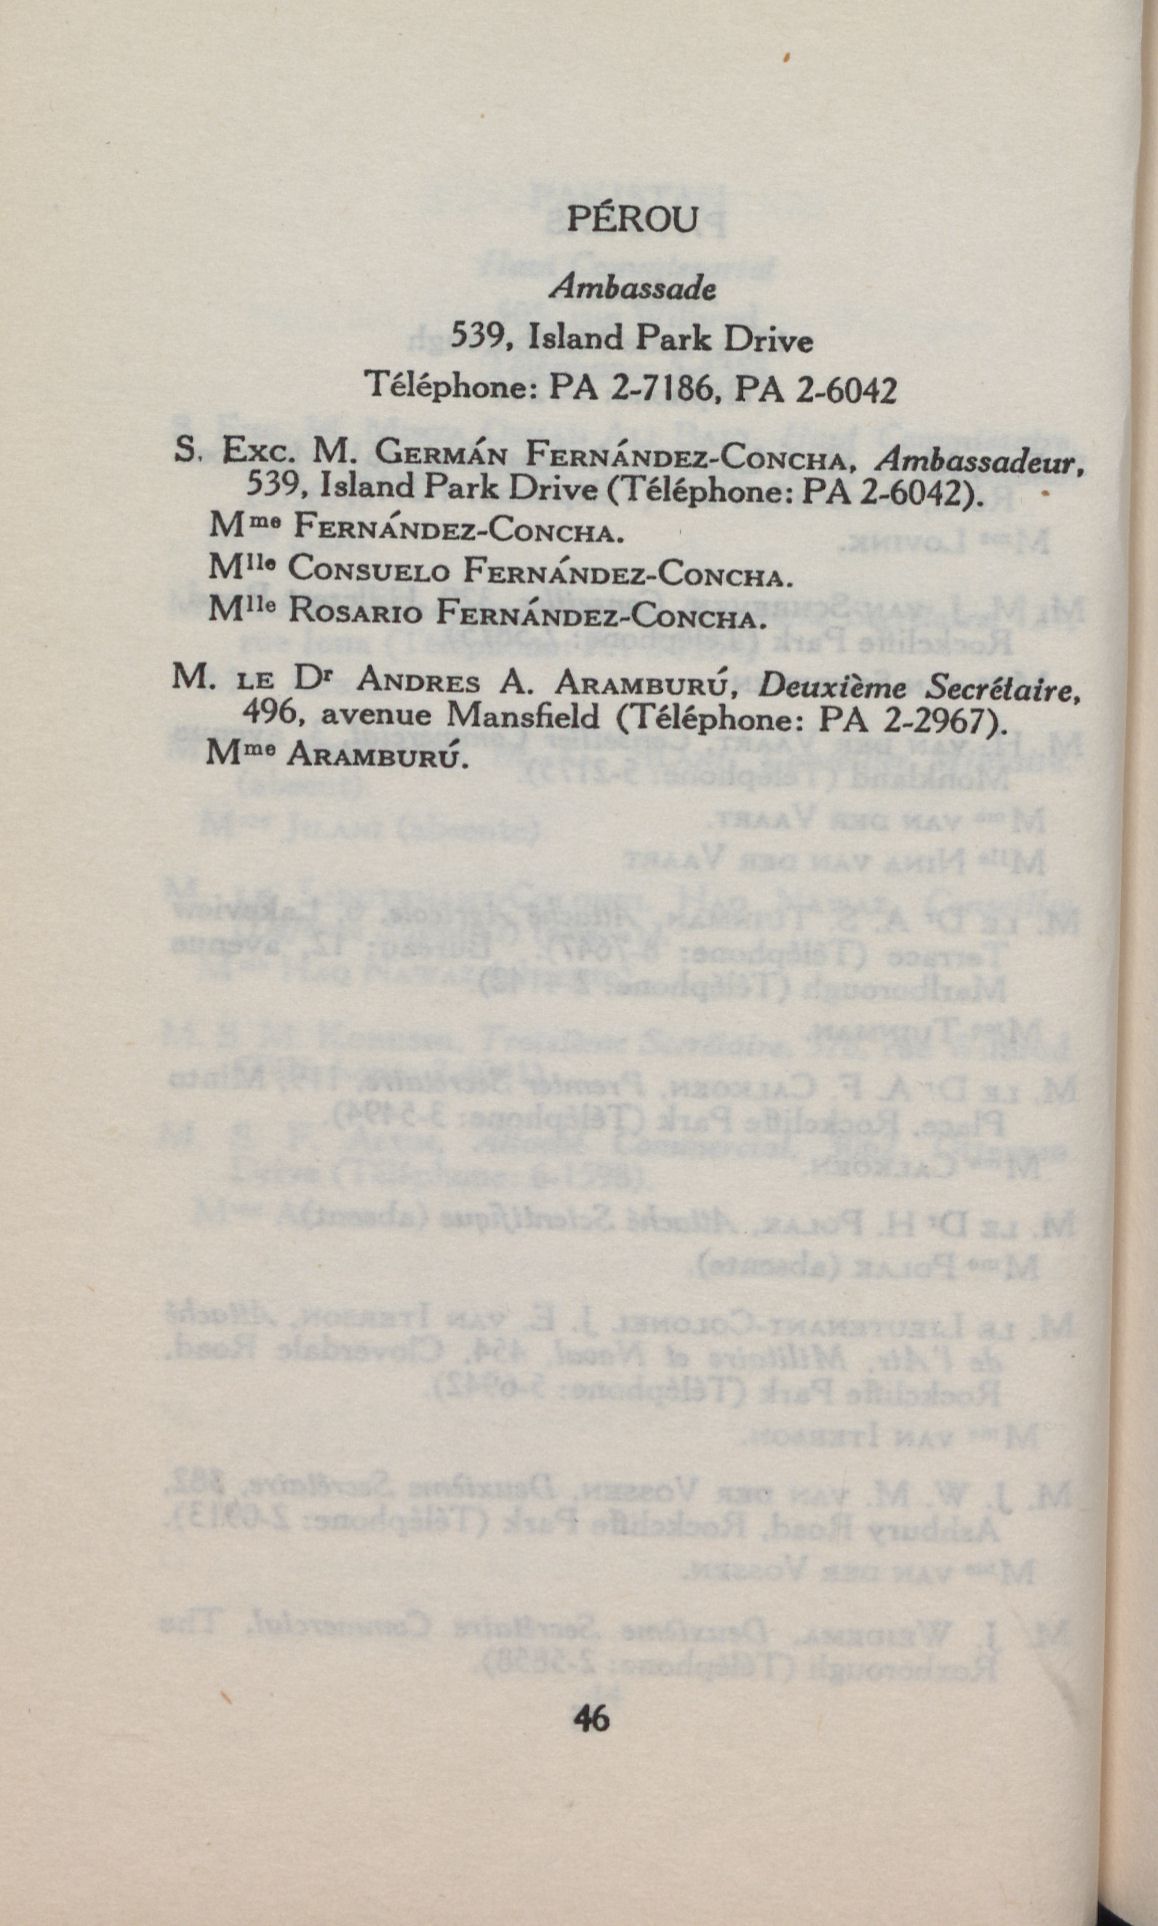 PÉROU
Ambassade
539, Island Park Drive
Téléphone: PA 2-7186, PA 2-6042
S. Exc. M. Germán Fernández-Concha, Ambassadeur,
539, Island Park Drive (Téléphone: PA 2-6042).
Mme Fernández-Concha.
Mlle Consuelo Fernández-Concha.
Mlle Rosario Fernández-Concha.
M. le Dr Andres A. Aramburú, Deuxième Secrétaire,
496, avenue Mansfield (Téléphone: PA 2-2967).
Mme Aramburú.
46